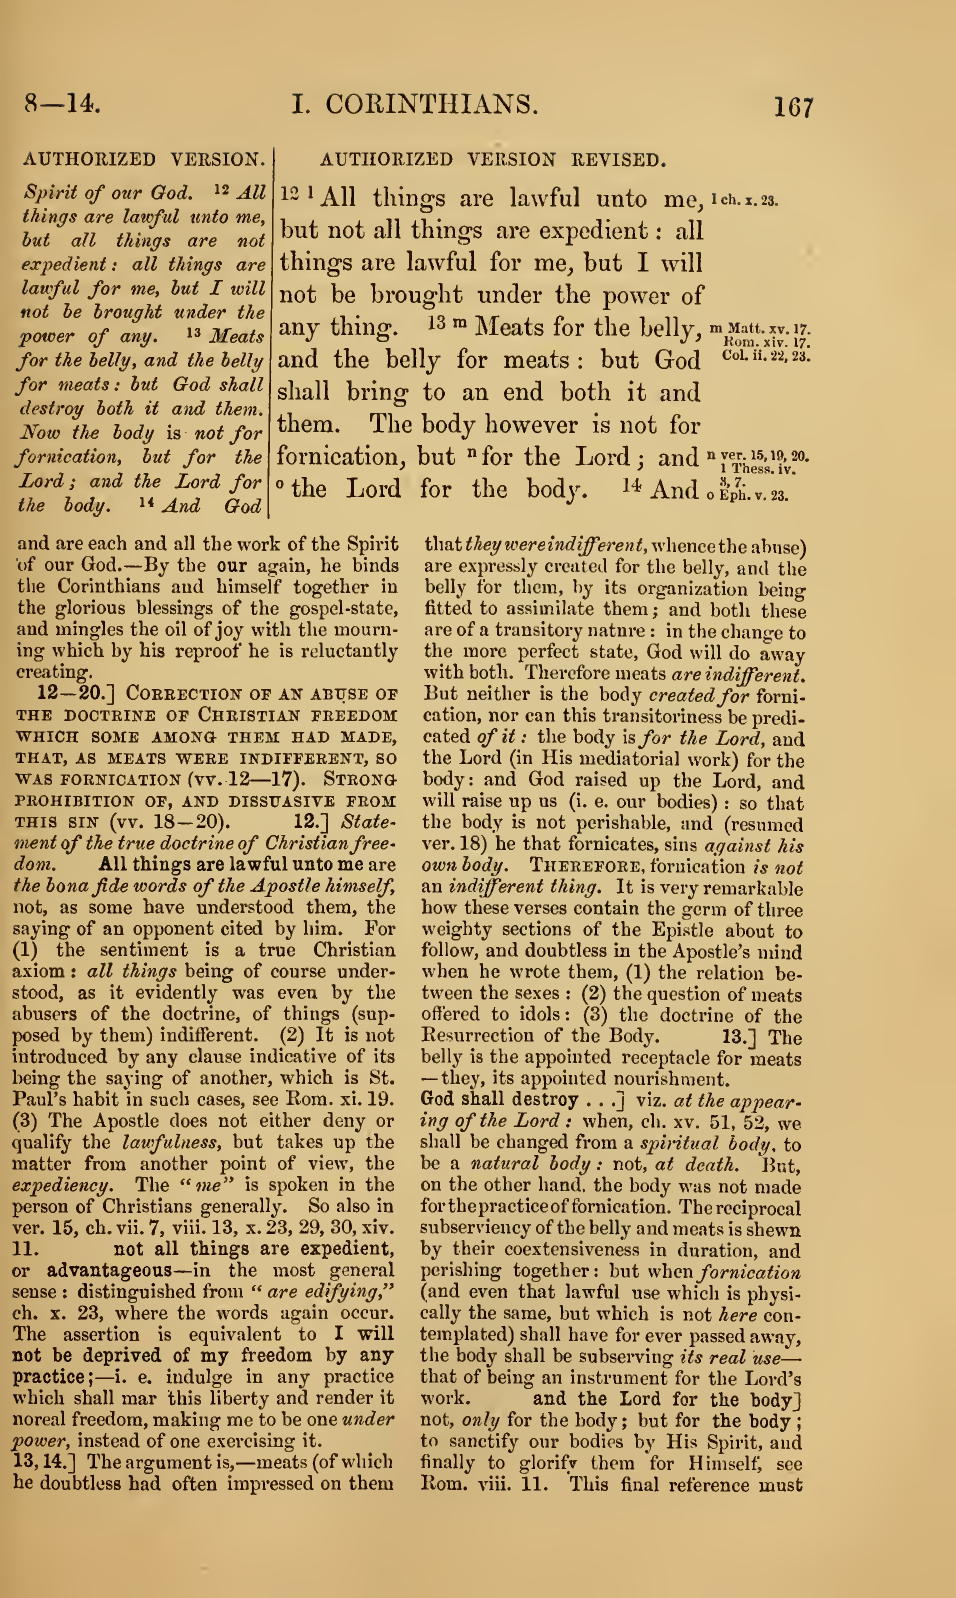 8—14.
I. CORINTHIANS.
167
AUTHORIZED VERSION.
Spirit of our God. 12 All
things are lawful unto me,
but all things are not
expedient: all things are
lawful for me, but I will
not be brought under the
power of any. 13 Meats
for the belly, and the belly
for meats: but God shall
destroy both it and them.
Now the body is not for
fornication, but for the
Lord; and the Lord for
the body. 14 And God
AUTHORIZED VERSION REVISED.
12 l All things are lawful unto me,
but not all things are expedient: all
things are lawful for me, but I will
not be brought under the power of
any thing. 13 m Meats for the belly,
and the belly for meats: but God
shall bring to an end both it and
them. The body however is not for
fornication, but n for the Lord; and
o the Lord for the body. 14 And
l ch. x. 23.
m Matt. xv. 17.
Rom. xiv. 17.
Col. ii. 22, 23.
n ver. 15, 19, 20.
1 Thess. iv.
3, 7.
o Eph. v. 23.
and are each and all the work of the Spirit
of our God.—By the our again, he binds
the Corinthians and himself together in
the glorious blessings of the gospel-state,
and mingles the oil of joy with the mourn-
ing which by his reproof he is reluctantly
creating.
12—20.] CORRECTION OF AN ABUSE OF
THE DOCTRINE OF CHRISTIAN FREEDOM
WHICH SOME AMONG THEM HAD MADE,
THAT, AS MEATS WERE INDIFFERENT, SO
WAS FORNICATION (vv. 12—17). STRONG
PROHIBITION OF, AND DISSUASIVE FROM
THIS SIN (vv. 18—20). 12.] State-
ment of the true doctrine of Christian free-
dom. All things are lawful unto me are
the bona fide words of the Apostle himself,
not, as some have understood them, the
saying of an opponent cited by him. For
(1) the sentiment is a true Christian
axiom: all things being of course under-
stood, as it evidently was even by the
abusers of the doctrine, of things (sup-
posed by them) indifferent. (2) It is not
introduced by any clause indicative of its
being the saying of another, which is St.
Paul's habit in such cases, see Rom. xi. 19.
(3) The Apostle does not either deny or
qualify the lawfulness, but takes up the
matter from another point of view, the
expediency. The "me" is spoken in the
person of Christians generally. So also in
ver. 15, ch. vii. 7, viii. 13, x. 23, 29, 30, xiv.
11. not all things are expedient,
or advantageous—in the most general
sense: distinguished from "are edifying,"
ch. x. 23, where the words again occur.
The assertion is equivalent to I will
not be deprived of my freedom by any
practice;—i. e. indulge in any practice
which shall mar this liberty and render it
no real freedom, making me to be one under
power, instead of one exercising it.
13, 14.] The argument is,—meats (of which
he doubtless had often impressed on them
that they were indifferent, whence the abuse)
are expressly created for the belly, and the
belly for them, by its organization being
fitted to assimilate them; and both these
are of a transitory nature: in the change to
the more perfect state, God will do away
with both. Therefore meats are indifferent.
But neither is the body created for forni-
cation, nor can this transitoriness be predi-
cated of it: the body is for the Lord, and
the Lord (in His mediatorial work) for the
body: and God raised up the Lord, and
will raise up us (i. e. our bodies): so that
the body is not perishable, and (resumed
ver. 18) he that fornicates, sins against his
own body. THEREFORE, fornication is not
an indifferent thing. It is very remarkable
how these verses contain the germ of three
weighty sections of the Epistle about to
follow, and doubtless in the Apostle's mind
when he wrote them, (1) the relation be-
tween the sexes: (2) the question of meats
offered to idols: (3) the doctrine of the
Resurrection of the Body. 13.] The
belly is the appointed receptacle for meats
—they, its appointed nourishment.
God shall destroy . . .] viz. at the appear-
ing of the Lord: when, ch. xv. 51, 52, we
shall be changed from a spiritual body, to
be a natural body: not, at death. But,
on the other hand, the body was not made
for the practice of fornication. The reciprocal
subserviency of the belly and meats is shewn
by their coextensiveness in duration, and
perishing together: but when fornication
(and even that lawful use which is physi-
cally the same, but which is not here con-
templated) shall have for ever passed away,
the body shall be subserving its real use—
that of being an instrument for the Lord's
work. and the Lord for the body]
not, only for the body; but for the body;
to sanctify our bodies by His Spirit, and
finally to glorify them for Himself, see
Rom. viii. 11. This final reference must